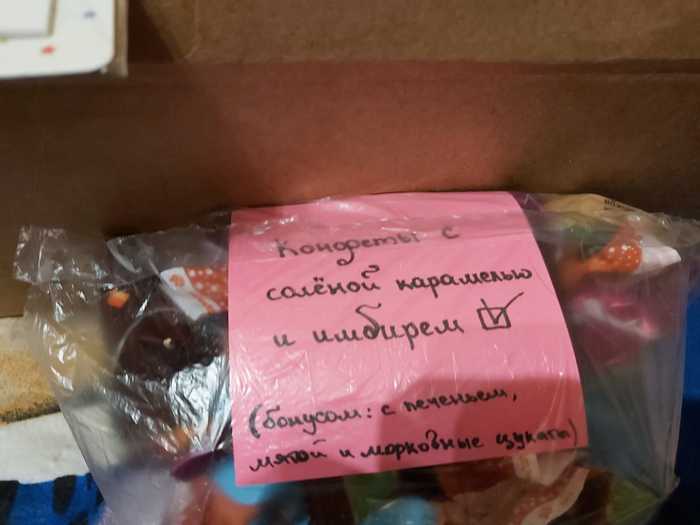 Конфеты с
солёной карамелью
и имбирем ☑
(бонусом: с печеньем,
мятой и морковные цукаты)